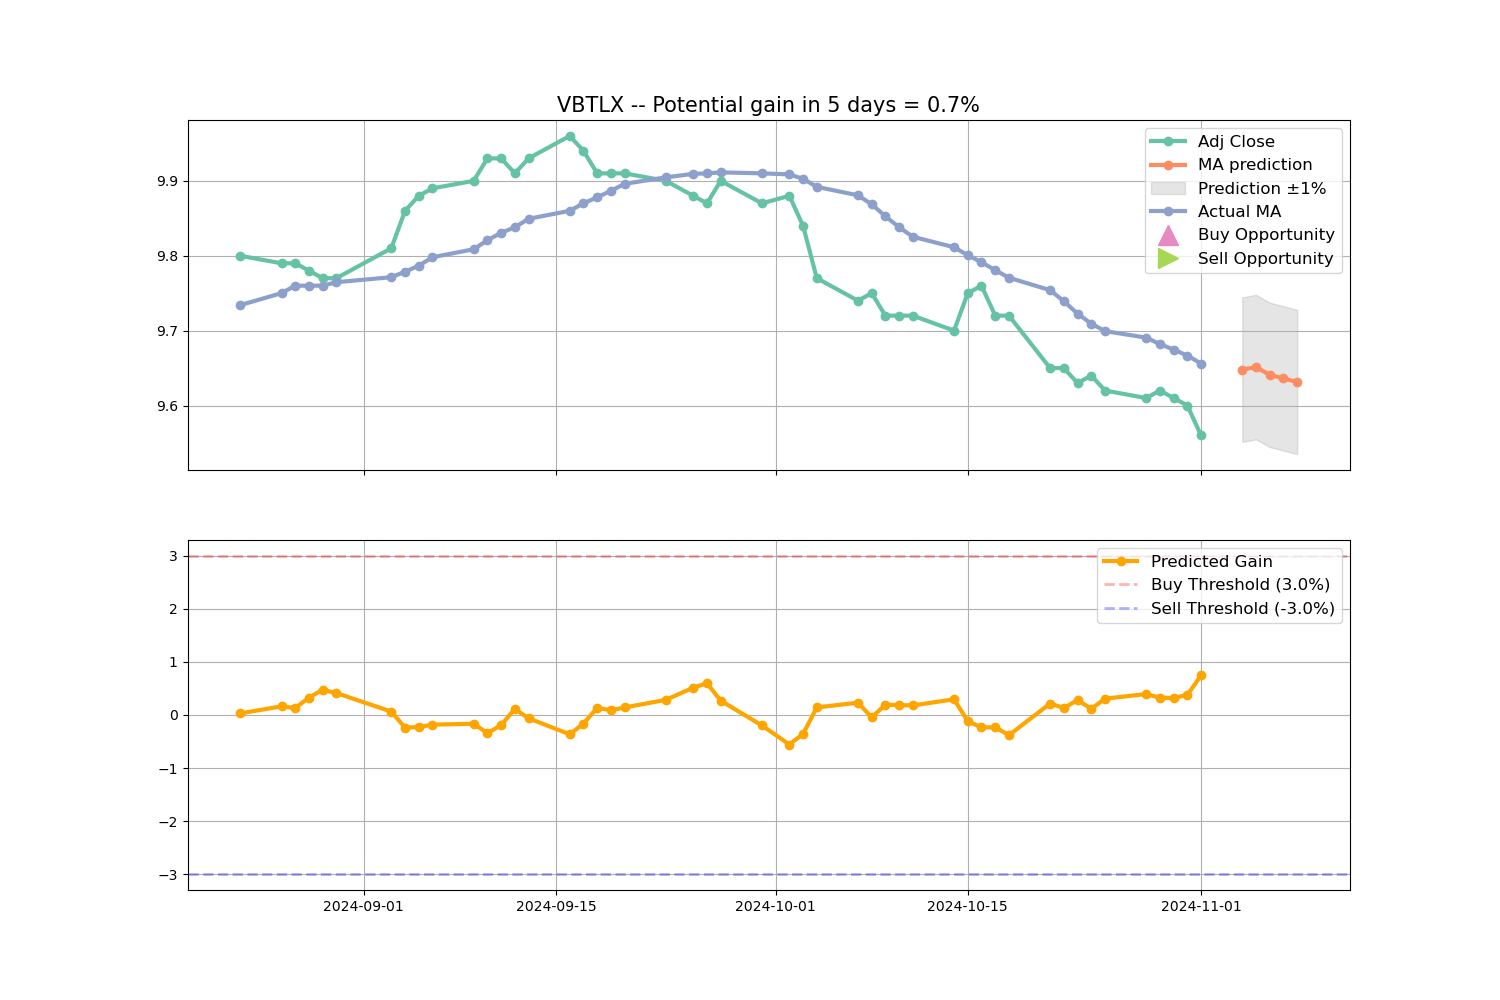 VBTLX -- Potential gain in 5 days = 0.7%
Adj Close
MA prediction
Prediction ±1%
Actual MA
Buy Opportunity
Sell Opportunity
9.9
9.8
9.7
9.6
Predicted Gain
Buy Threshold (3.0%)
Sell Threshold (-3.0%)
3
2
1
0
−1
−2
−3
2024-09-01
2024-09-15
2024-10-01
2024-10-15
2024-11-01